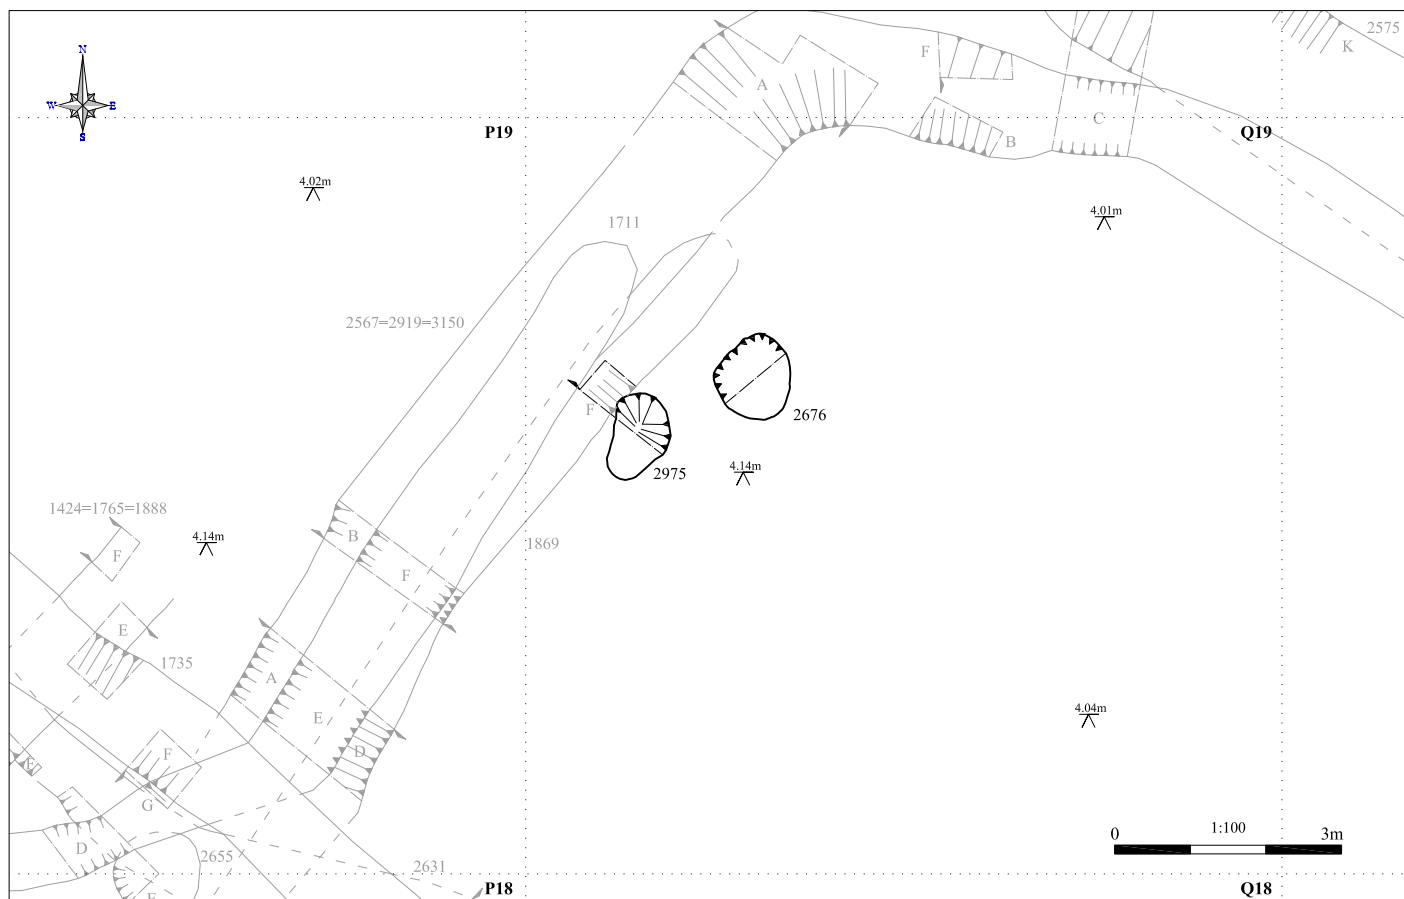 2575
K
A
F
N
W E
S
C
P19
Q19
B
4.02m
4.01m
1711
2567=2919=3150
F
2676
4.14m
2975
1424=1765=1888
4.14m
B
1869
F
F
E
1735
A
4.04m
E
D
F
F
G
0 1:100 3m
D
2655
2631
E
P18
Q18